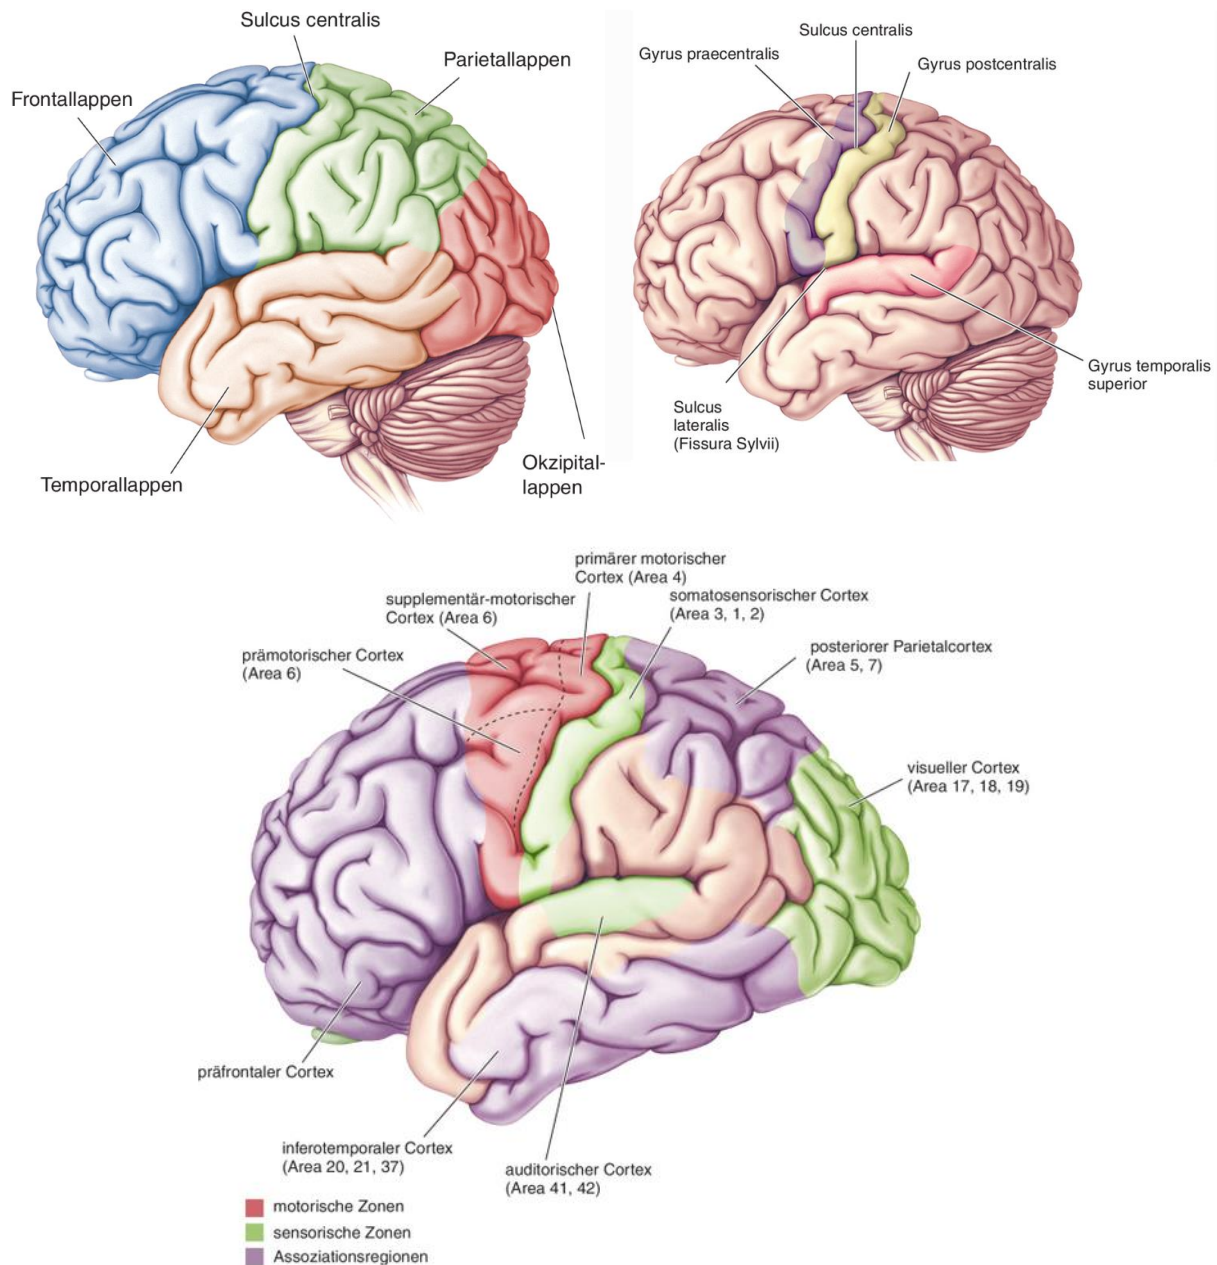 Sulcus centralis
Parietallappen
Frontallappen
Temporallappen
Okzipital-
lappen
Sulcus centralis
Gyrus praecentralis
Gyrus postcentralis
Gyrus temporalis
superior
Sulcus
lateralis
(Fissura Sylvii)
primärer motorischer
Cortex (Area 4)
supplementär-motorischer
Cortex (Area 6)
somatosensorischer Cortex
(Area 3, 1, 2)
prämotorischer Cortex
(Area 6)
posteriorer Parietalcortex
(Area 5, 7)
visueller Cortex
(Area 17, 18, 19)
präfrontaler Cortex
inferotemporaler Cortex
(Area 20, 21, 37)
auditorischer Cortex
(Area 41, 42)
motorische Zonen
sensorische Zonen
Assoziationsregionen